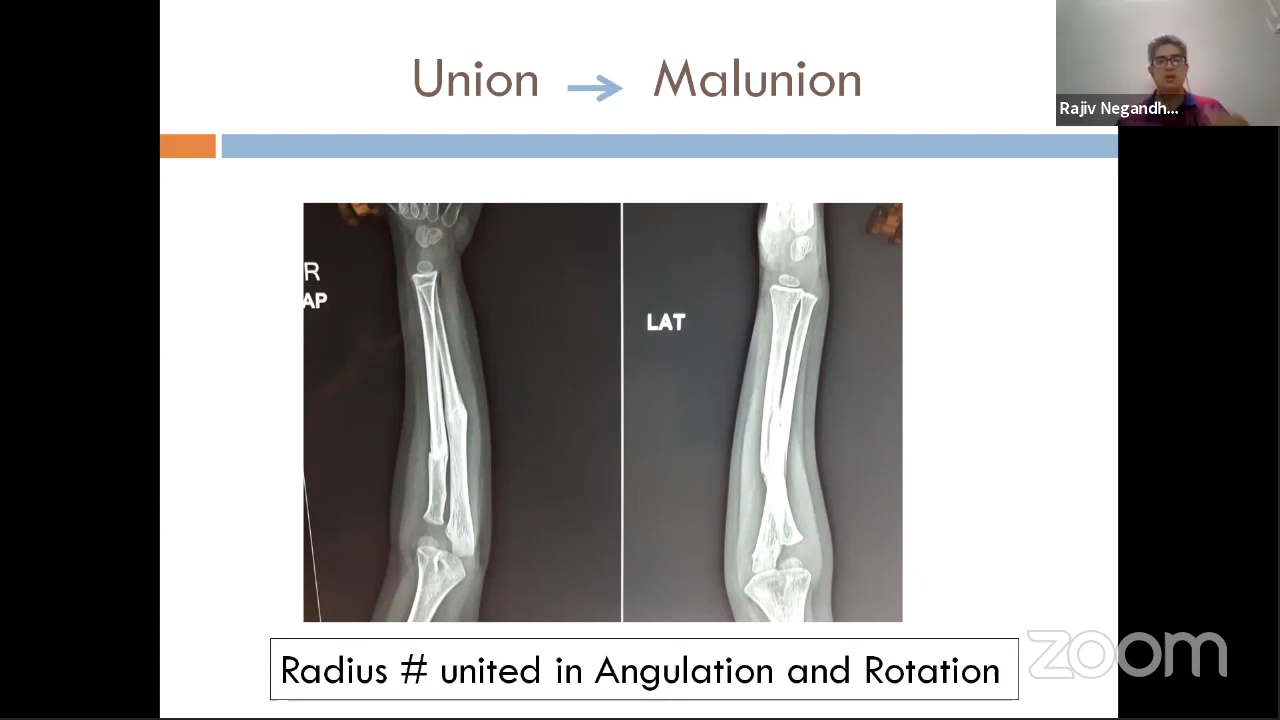 Union → Malunion
Rajiv Negandh...
R
AP
LAT
Radius # united in Angulation and Rotation
zoom